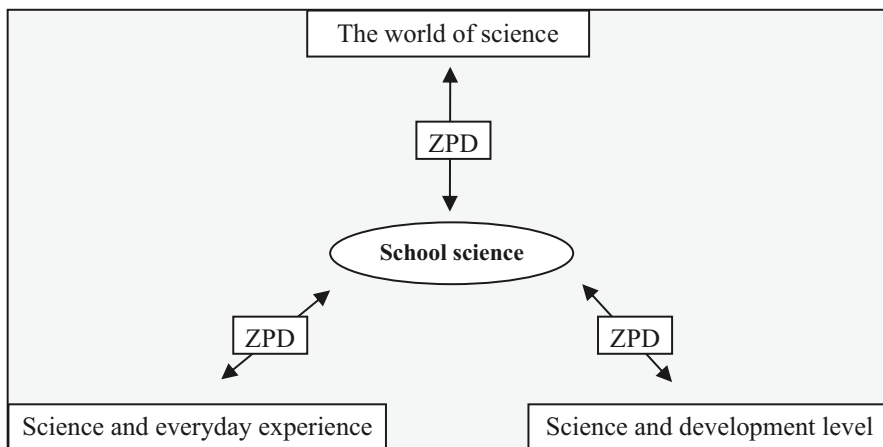 The world of science
ZPD
School science
ZPD
ZPD
Science and everyday experience
Science and development level